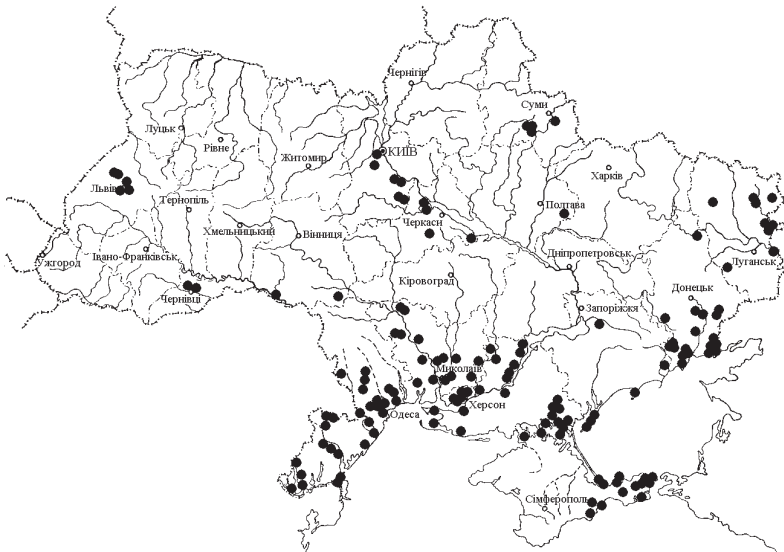 Чернігів
Суми
Луцьк
Рівне
КИЇВ
Житомир
Харків
Львів
Тернопіль
Полтава
Черкаси
Хмельницький
Вінниця
Ужгород
Івано-Франківськ
Дніпропетровськ
Луганськ
Кіровоград
Донецьк
Чернівці
Запоріжжя
Миколаїв
Херсон
Одеса
Сімферополь